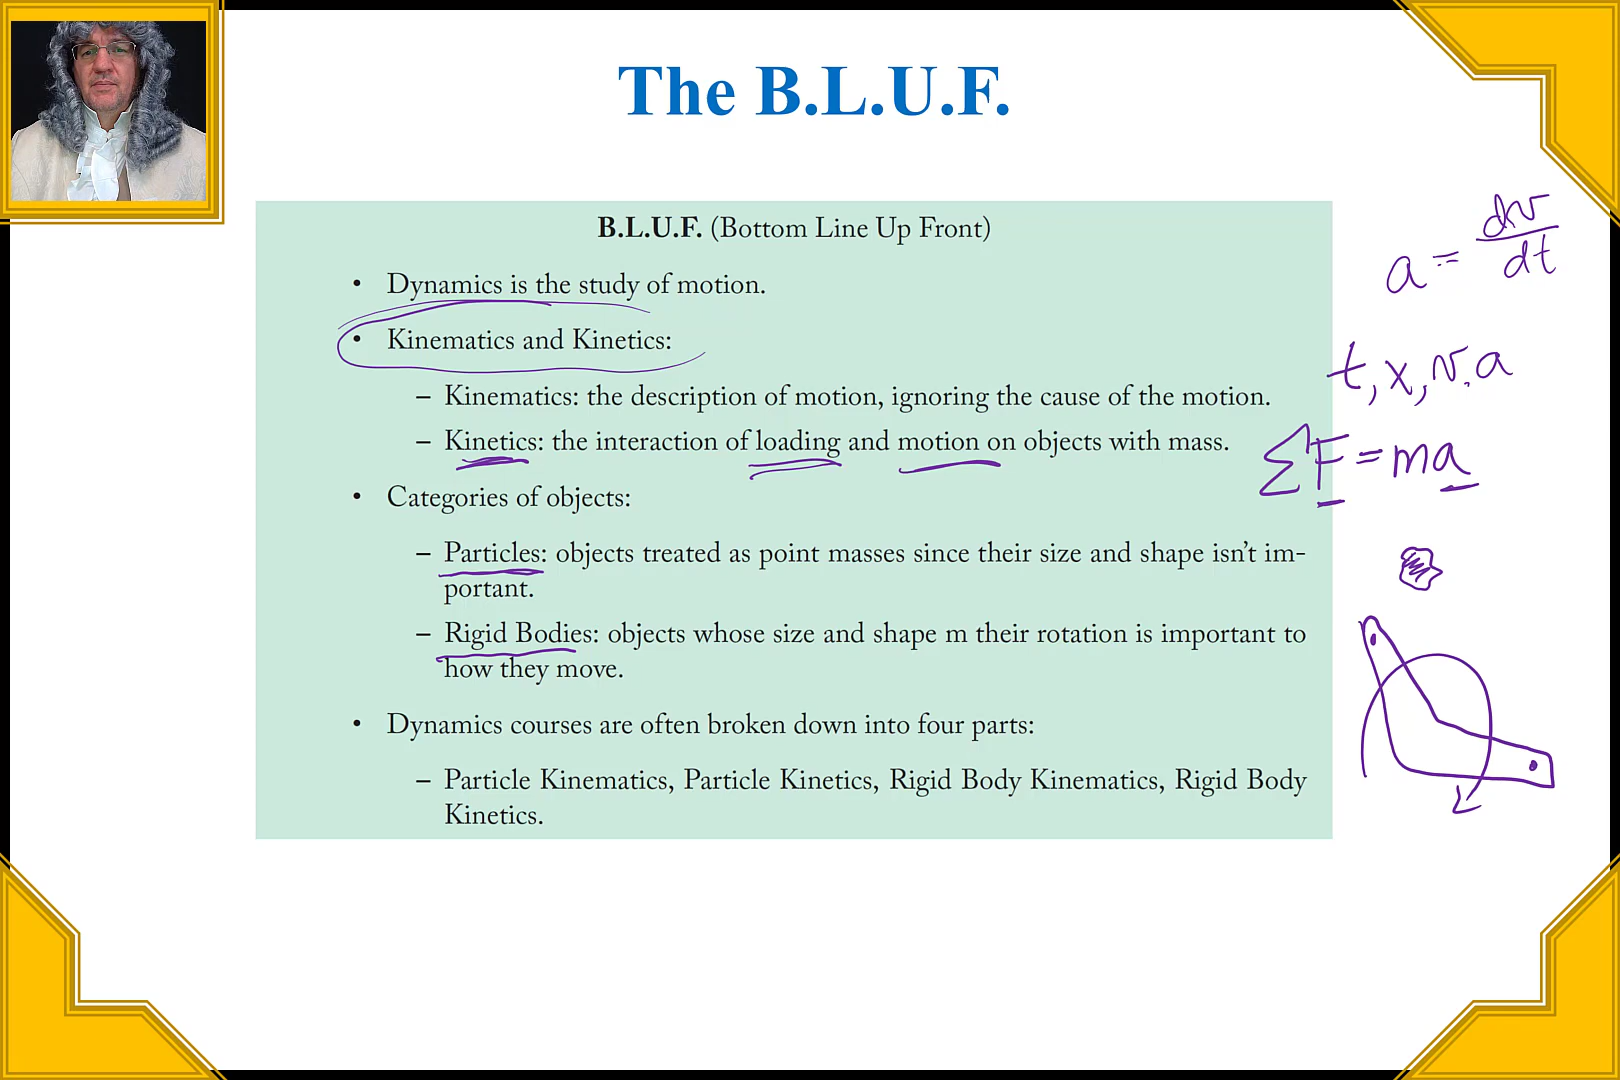 The B.L.U.F.
B.L.U.F. (Bottom Line Up Front)
• Dynamics is the study of motion.
• Kinematics and Kinetics:
– Kinematics: the description of motion, ignoring the cause of the motion.
– Kinetics: the interaction of loading and motion on objects with mass.
• Categories of objects:
– Particles: objects treated as point masses since their size and shape isn't im-
portant.
– Rigid Bodies: objects whose size and shape m their rotation is important to
how they move.
• Dynamics courses are often broken down into four parts:
– Particle Kinematics, Particle Kinetics, Rigid Body Kinematics, Rigid Body
Kinetics.
a = dv/dt
t, x, v, a
ΣF = ma